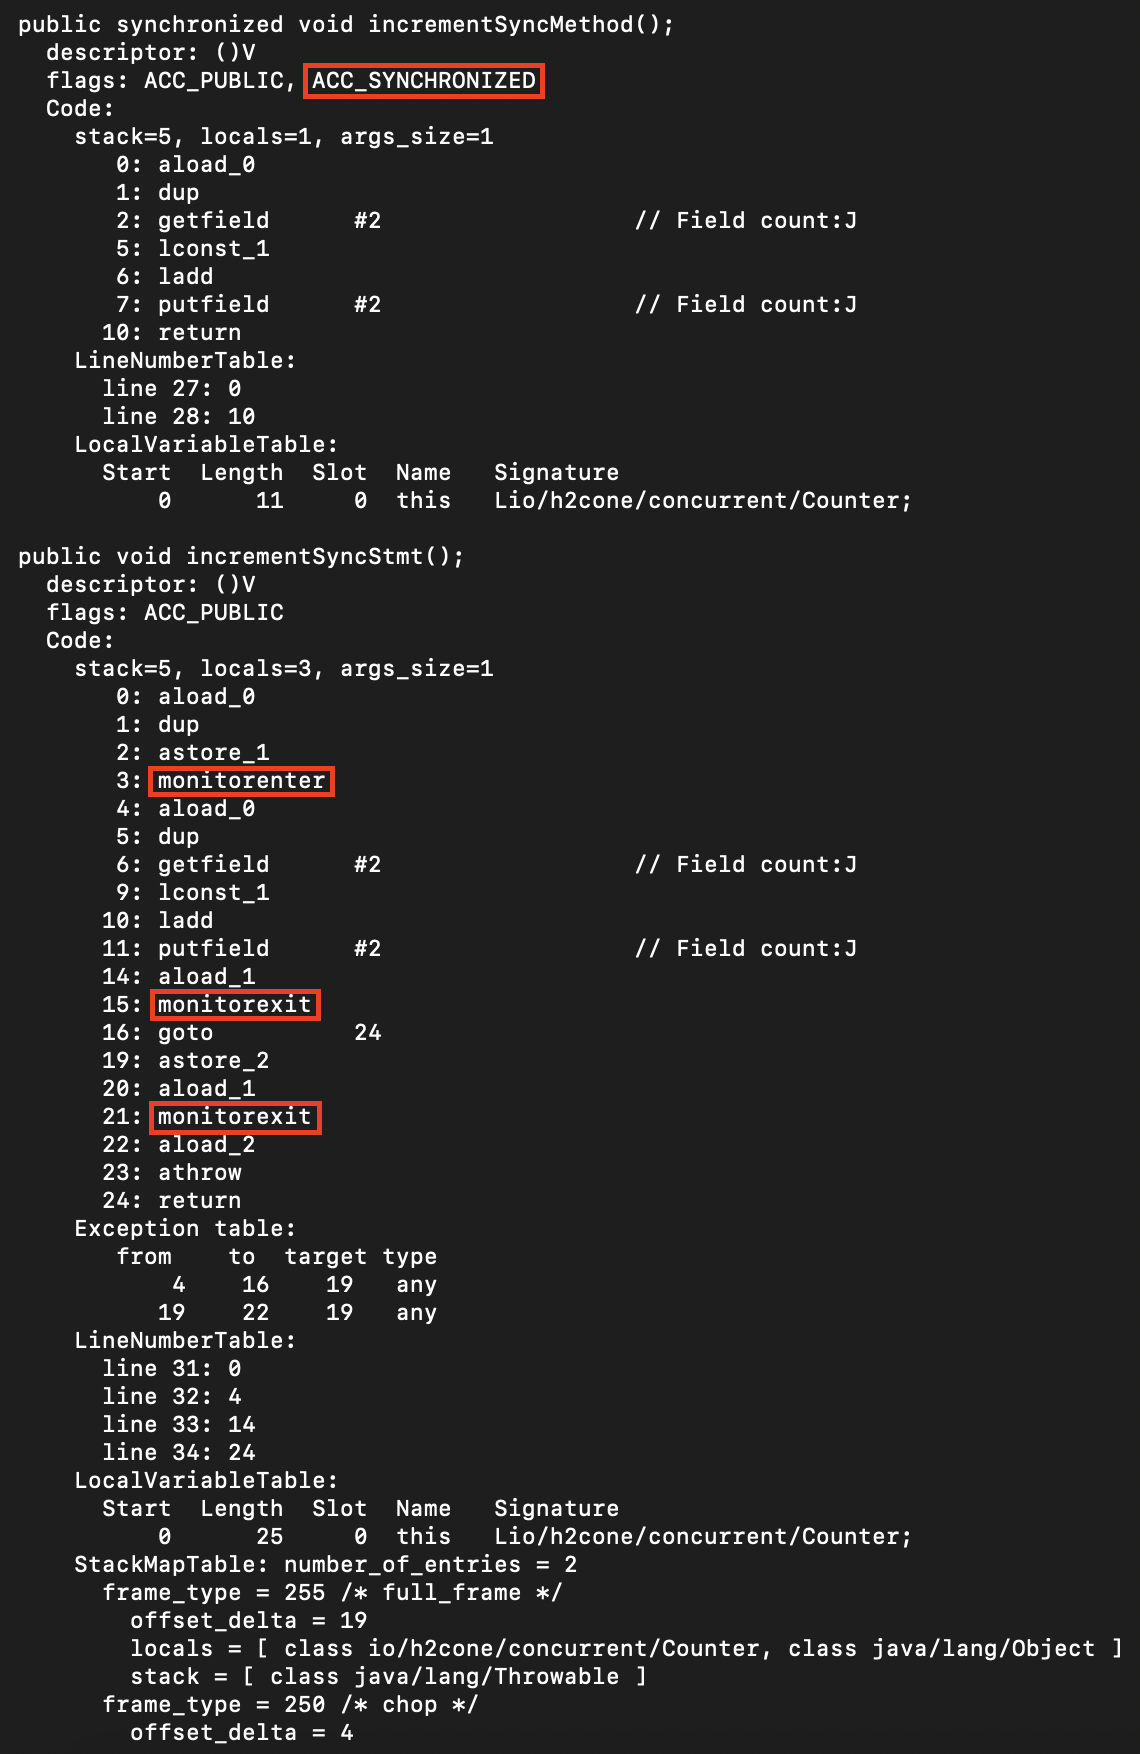 public synchronized void incrementSyncMethod();
  descriptor: ()V
  flags: ACC_PUBLIC, ACC_SYNCHRONIZED
  Code:
    stack=5, locals=1, args_size=1
       0: aload_0
       1: dup
       2: getfield      #2                  // Field count:J
       5: lconst_1
       6: ladd
       7: putfield      #2                  // Field count:J
      10: return
    LineNumberTable:
      line 27: 0
      line 28: 10
    LocalVariableTable:
      Start  Length  Slot  Name   Signature
          0      11     0  this   Lio/h2cone/concurrent/Counter;

public void incrementSyncStmt();
  descriptor: ()V
  flags: ACC_PUBLIC
  Code:
    stack=5, locals=3, args_size=1
       0: aload_0
       1: dup
       2: astore_1
       3: monitorenter
       4: aload_0
       5: dup
       6: getfield      #2                  // Field count:J
       9: lconst_1
      10: ladd
      11: putfield      #2                  // Field count:J
      14: aload_1
      15: monitorexit
      16: goto          24
      19: astore_2
      20: aload_1
      21: monitorexit
      22: aload_2
      23: athrow
      24: return
    Exception table:
       from    to  target type
           4    16    19   any
          19    22    19   any
    LineNumberTable:
      line 31: 0
      line 32: 4
      line 33: 14
      line 34: 24
    LocalVariableTable:
      Start  Length  Slot  Name   Signature
          0      25     0  this   Lio/h2cone/concurrent/Counter;
    StackMapTable: number_of_entries = 2
      frame_type = 255 /* full_frame */
        offset_delta = 19
        locals = [ class io/h2cone/concurrent/Counter, class java/lang/Object ]
        stack = [ class java/lang/Throwable ]
      frame_type = 250 /* chop */
        offset_delta = 4